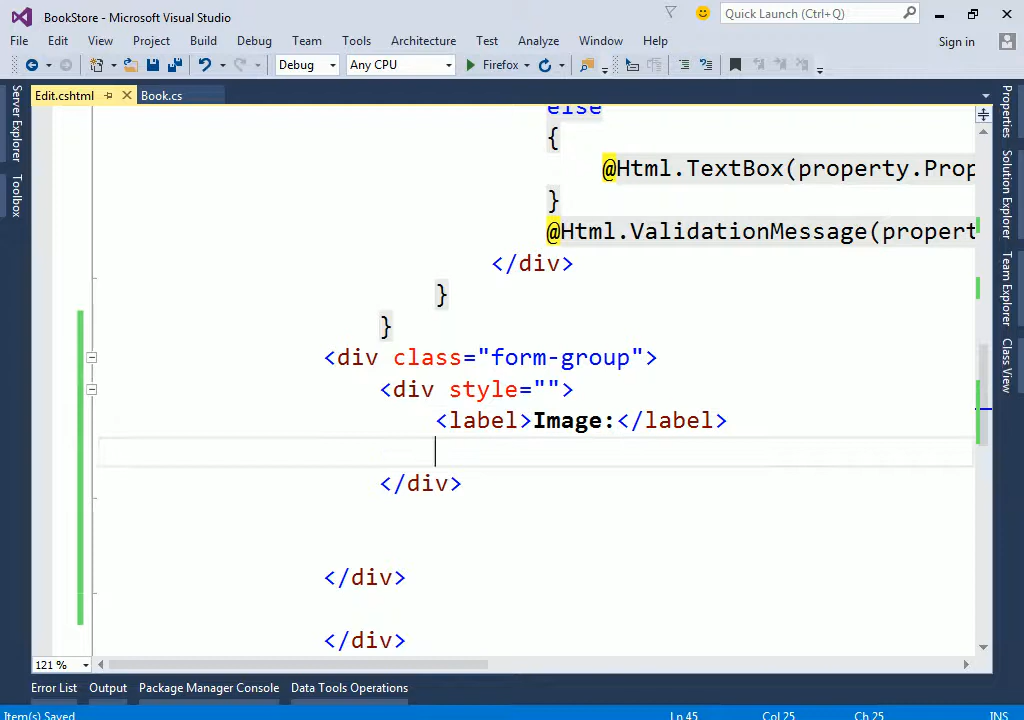 BookStore - Microsoft Visual Studio
Quick Launch (Ctrl+Q)
File Edit View Project Build Debug Team Tools Architecture Test Analyze Window Help
Sign in
Debug Any CPU Firefox
Edit.cshtml Book.cs
Server Explorer
Toolbox
Properties
Solution Explorer
Team Explorer
Class View
else
{
@Html.TextBox(property.Prop
}
@Html.ValidationMessage(propert
</div>
}
}
<div class="form-group">
<div style="">
<label>Image:</label>
</div>
</div>
</div>
121 %
Error List Output Package Manager Console Data Tools Operations
Item(s) Saved Ln 45 Col 25 Ch 25 INS